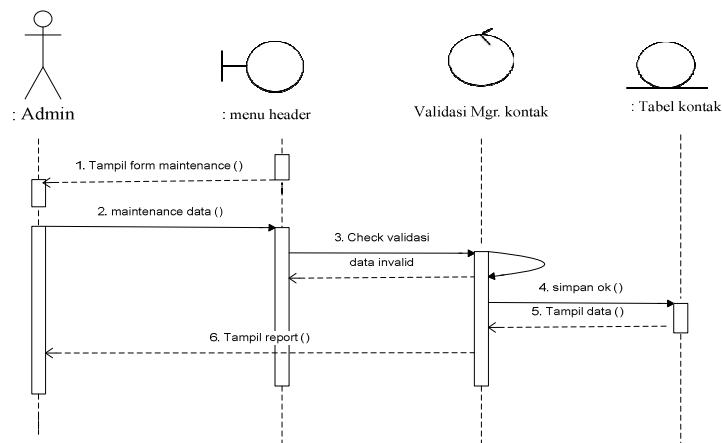 : Admin
: menu header
Validasi Mgr. kontak
: Tabel kontak
1. Tampil form maintenance ()
2. maintenance data ()
3. Check validasi
data invalid
4. simpan ok ()
5. Tampil data ()
6. Tampil report ()